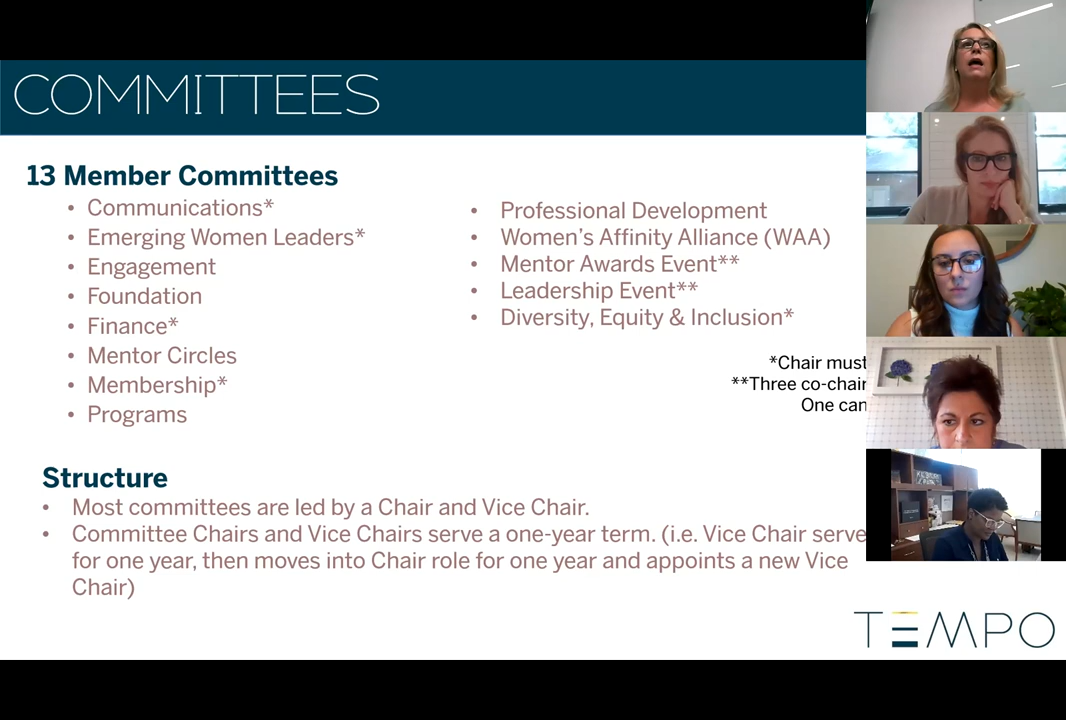 COMMITTEES
13 Member Committees
• Communications*
• Emerging Women Leaders*
• Engagement
• Foundation
• Finance*
• Mentor Circles
• Membership*
• Programs
• Professional Development
• Women's Affinity Alliance (WAA)
• Mentor Awards Event**
• Leadership Event**
• Diversity, Equity & Inclusion*
*Chair must
**Three co-chair
One can
Structure
• Most committees are led by a Chair and Vice Chair.
• Committee Chairs and Vice Chairs serve a one-year term. (i.e. Vice Chair serve
for one year, then moves into Chair role for one year and appoints a new Vice
Chair)
TEMPO